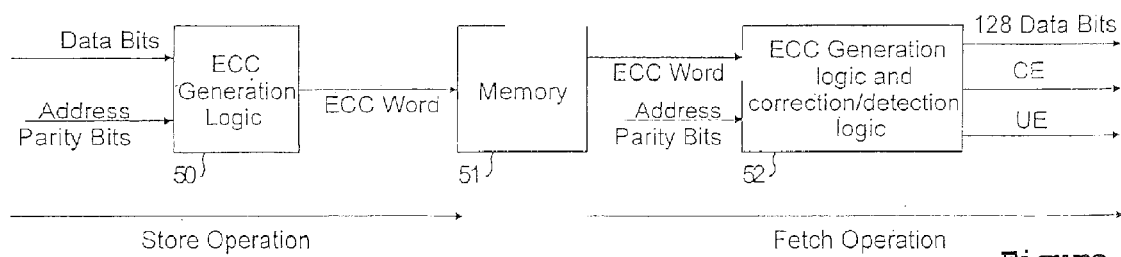 Data Bits
Address
Parity Bits
ECC
Generation
Logic
50
ECC Word
Memory
51
ECC Word
Address
Parity Bits
ECC Generation
logic and
correction/detection
logic
52
128 Data Bits
CE
UE
Store Operation
Fetch Operation